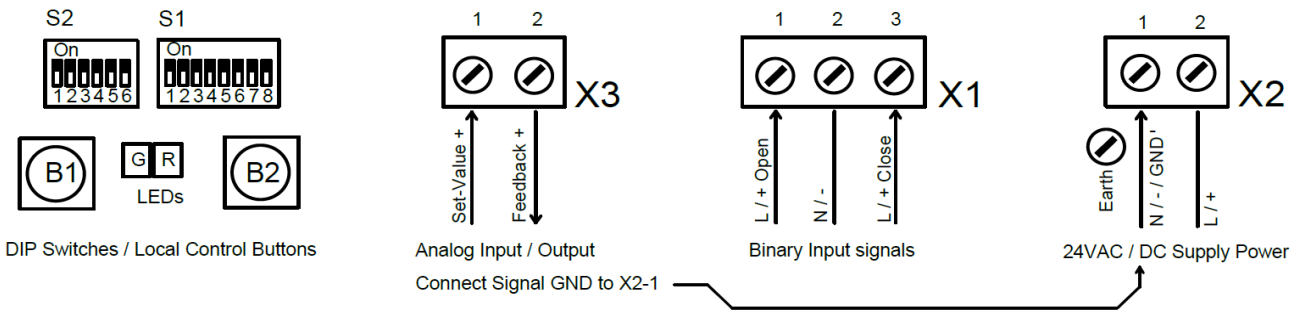 S2 S1
On On
123456 12345678
B1 G R B2
LEDs
DIP Switches / Local Control Buttons
1 2
X3
Set-Value +
Feedback +
Analog Input / Output
Connect Signal GND to X2-1
1 2 3
X1
L / + Open
N / -
L / + Close
Binary Input signals
1 2
X2
Earth
N / - / GND'
L / +
24VAC / DC Supply Power